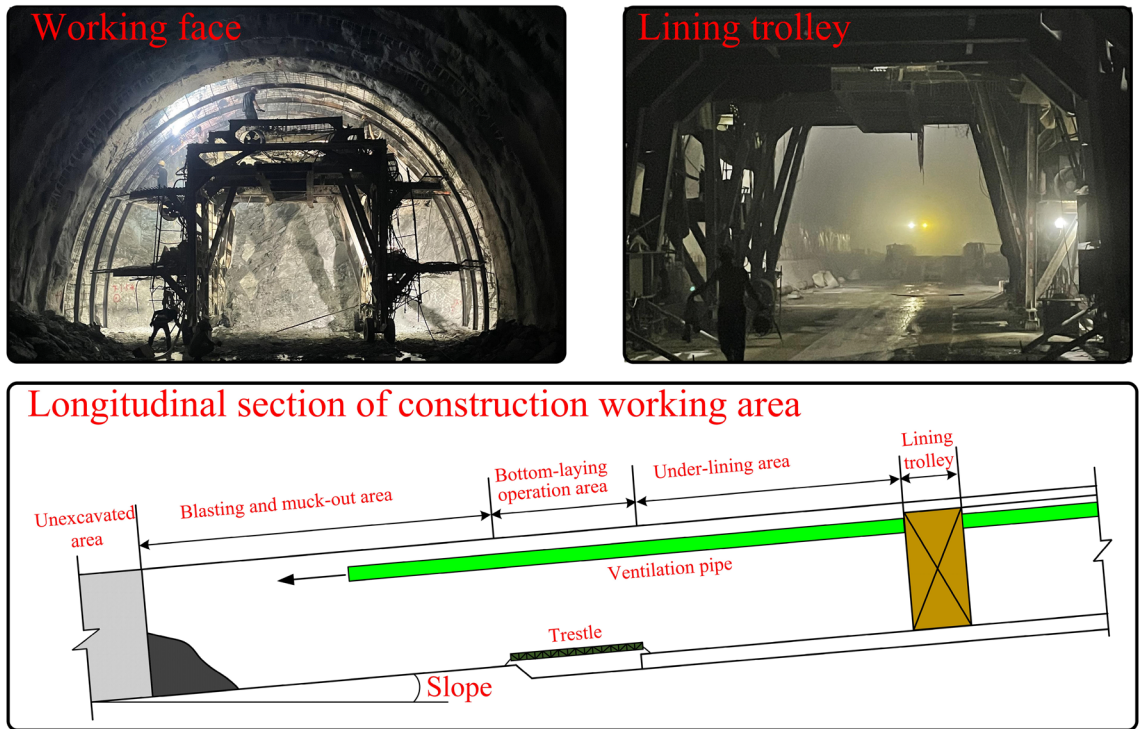 Working face
Lining trolley
Longitudinal section of construction working area
Unexcavated
area
Blasting and muck-out area
Bottom-laying
operation area
Under-lining area
Lining
trolley
Ventilation pipe
Trestle
Slope